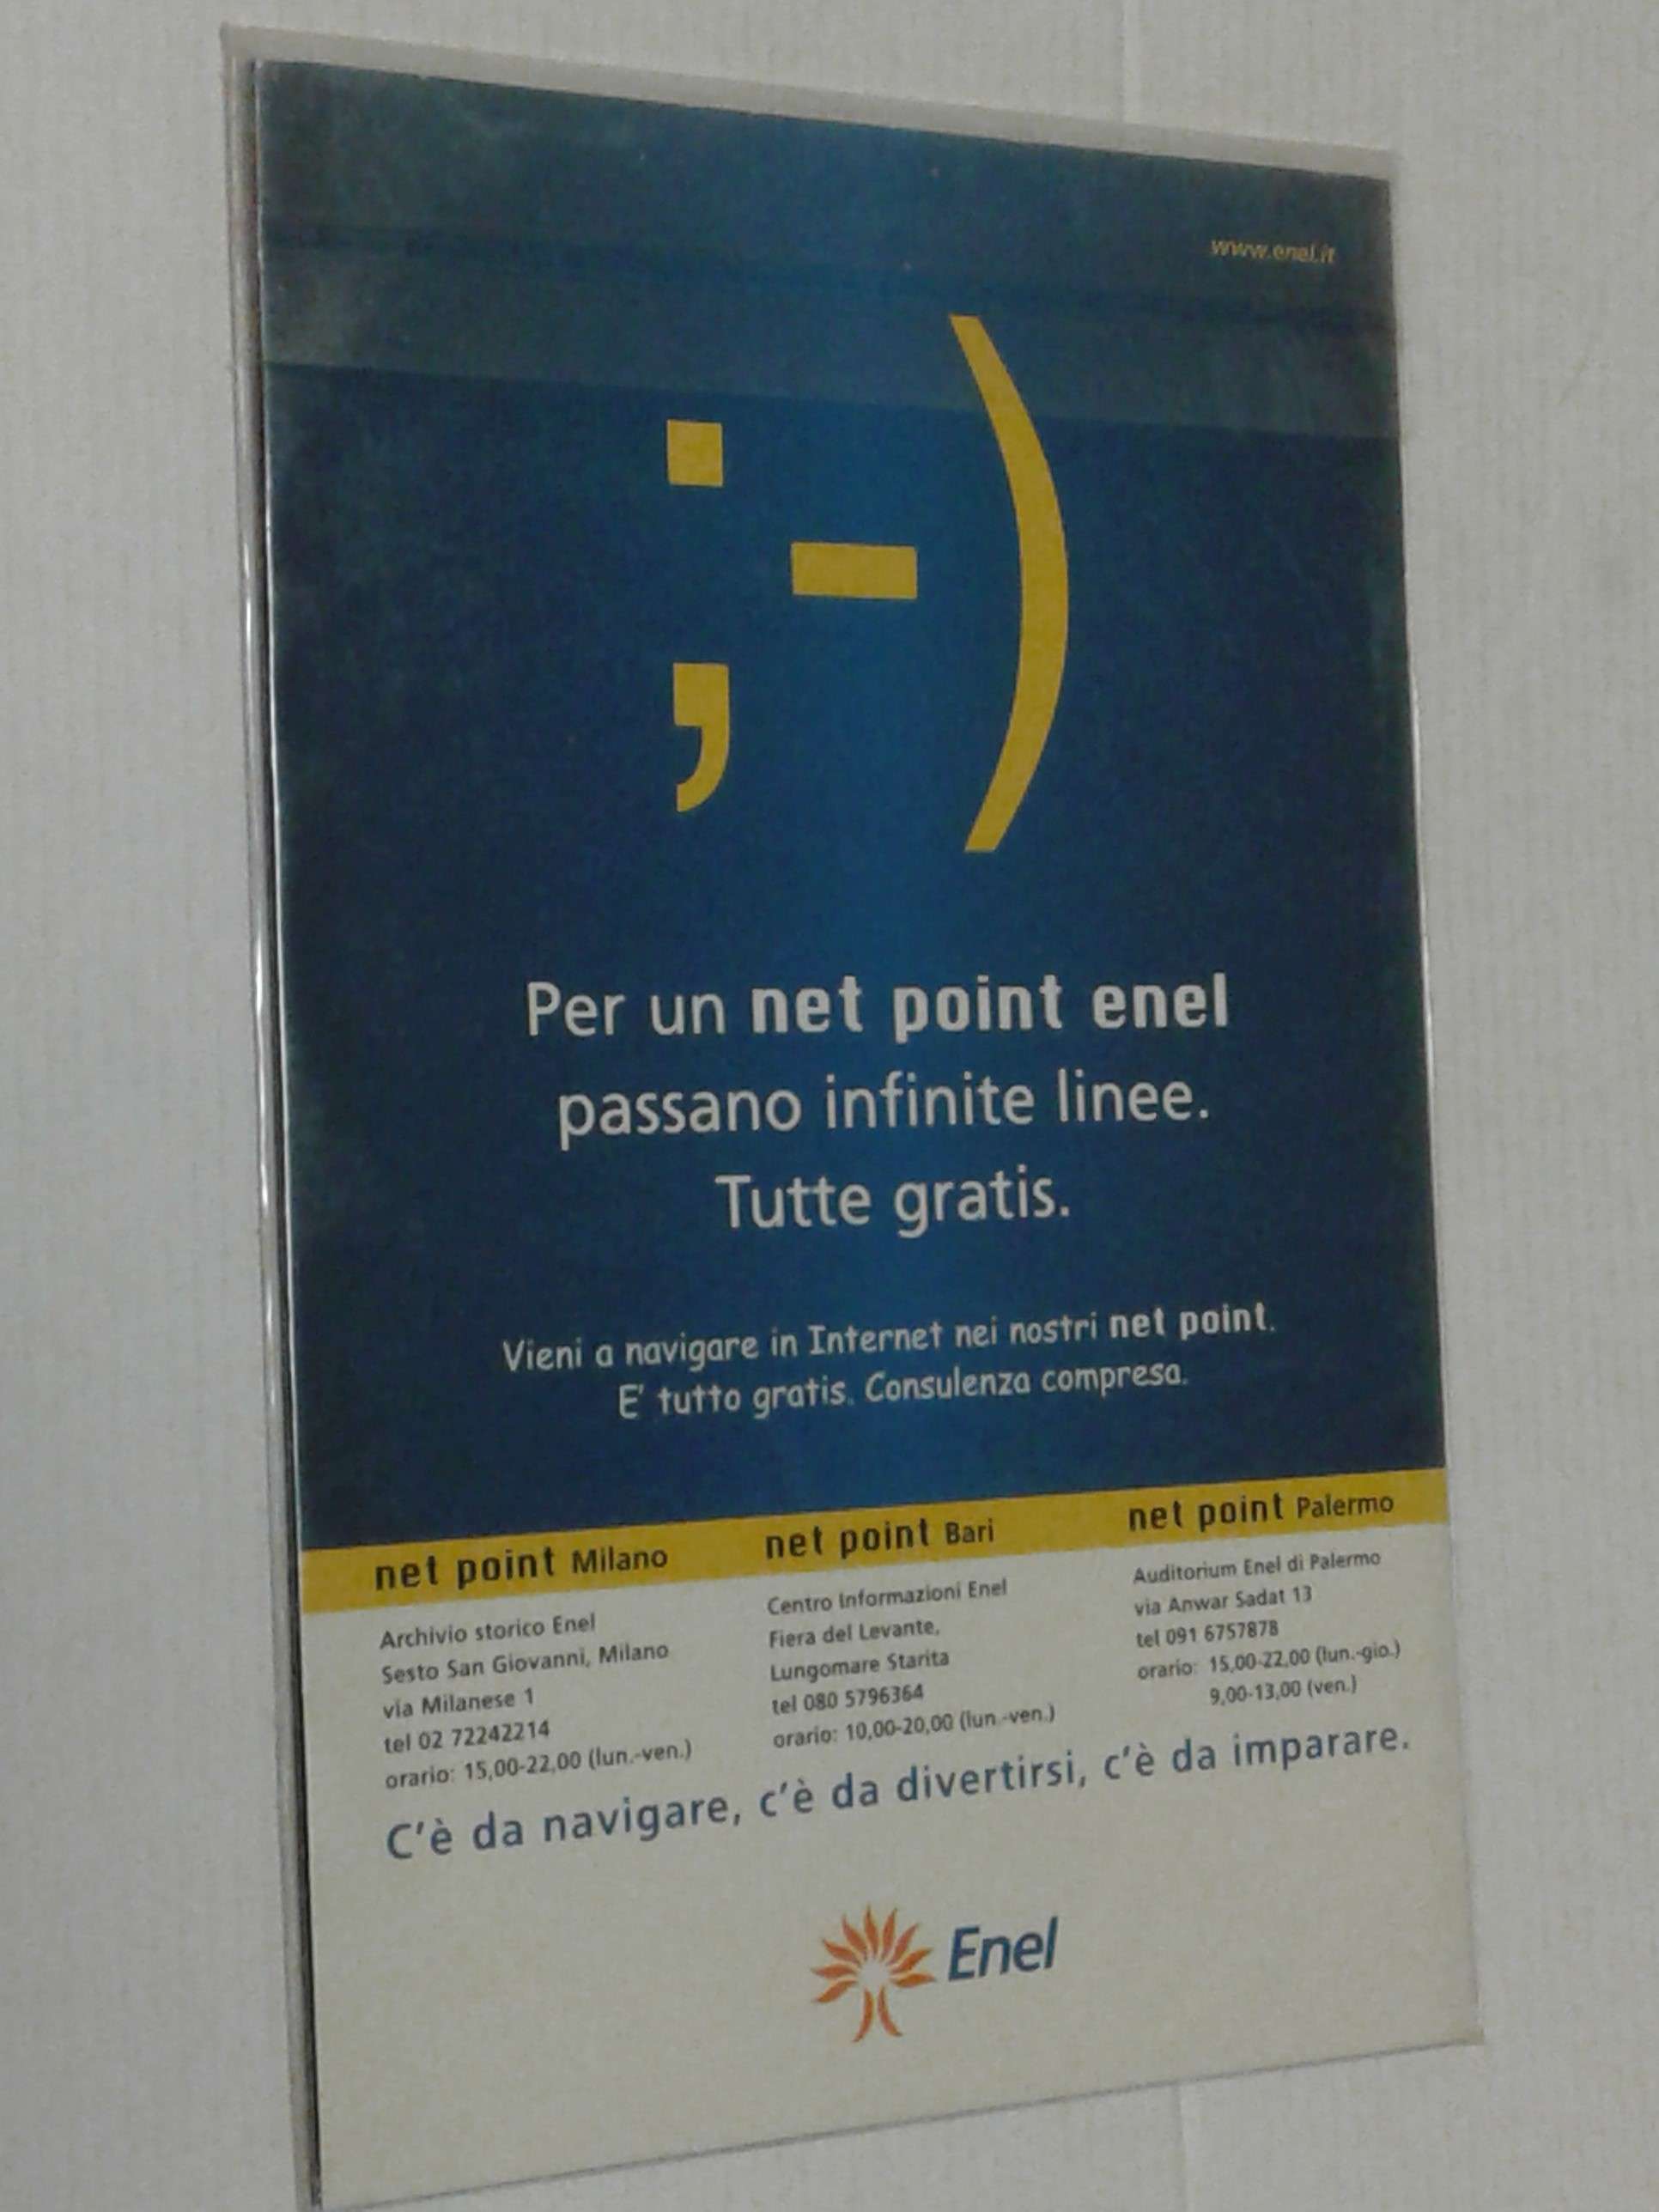 www.enel.it
;-)
Per un net point enel
passano infinite linee.
Tutte gratis.
Vieni a navigare in Internet nei nostri net point.
E' tutto gratis. Consulenza compresa.
net point Milano
Archivio storico Enel
Sesto San Giovanni, Milano
via Milanese 1
tel 02 72242214
orario: 15,00-22,00 (lun.-ven.)
net point Bari
Centro Informazioni Enel
Fiera del Levante,
Lungomare Starita
tel 080 5796364
orario: 10,00-20,00 (lun.-ven.)
net point Palermo
Auditorium Enel di Palermo
via Anwar Sadat 13
tel 091 6757878
orario: 15,00-22,00 (lun.-gio.)
9,00-13,00 (ven.)
C'è da navigare, c'è da divertirsi, c'è da imparare.
Enel